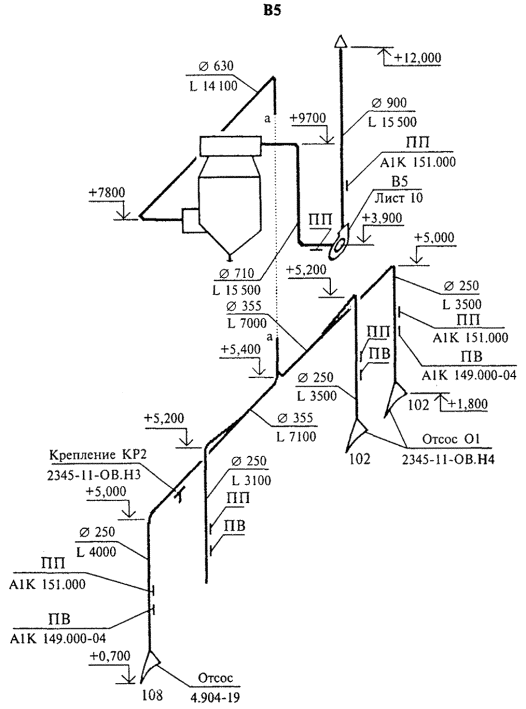 В5
+12,000
∅ 630
L 14 100
∅ 900
L 15 500
а
+9700
ПП
А1К 151.000
+7800
В5
Лист 10
ПП
+3,900
∅ 710
L 15 500
+5,200
+5,000
∅ 355
L 7000
∅ 250
L 3500
а
ПП
А1К 151.000
+5,400
ПП
ПВ
ПВ
А1К 149.000-04
∅ 250
L 3500
102
+1,800
∅ 355
L 7100
+5,200
102
Отсос О1
2345-11-ОВ.Н4
Крепление КР2
2345-11-ОВ.Н3
∅ 250
L 3100
+5,000
ПП
∅ 250
L 4000
ПВ
ПП
А1К 151.000
ПВ
А1К 149.000-04
+0,700
Отсос
4.904-19
108